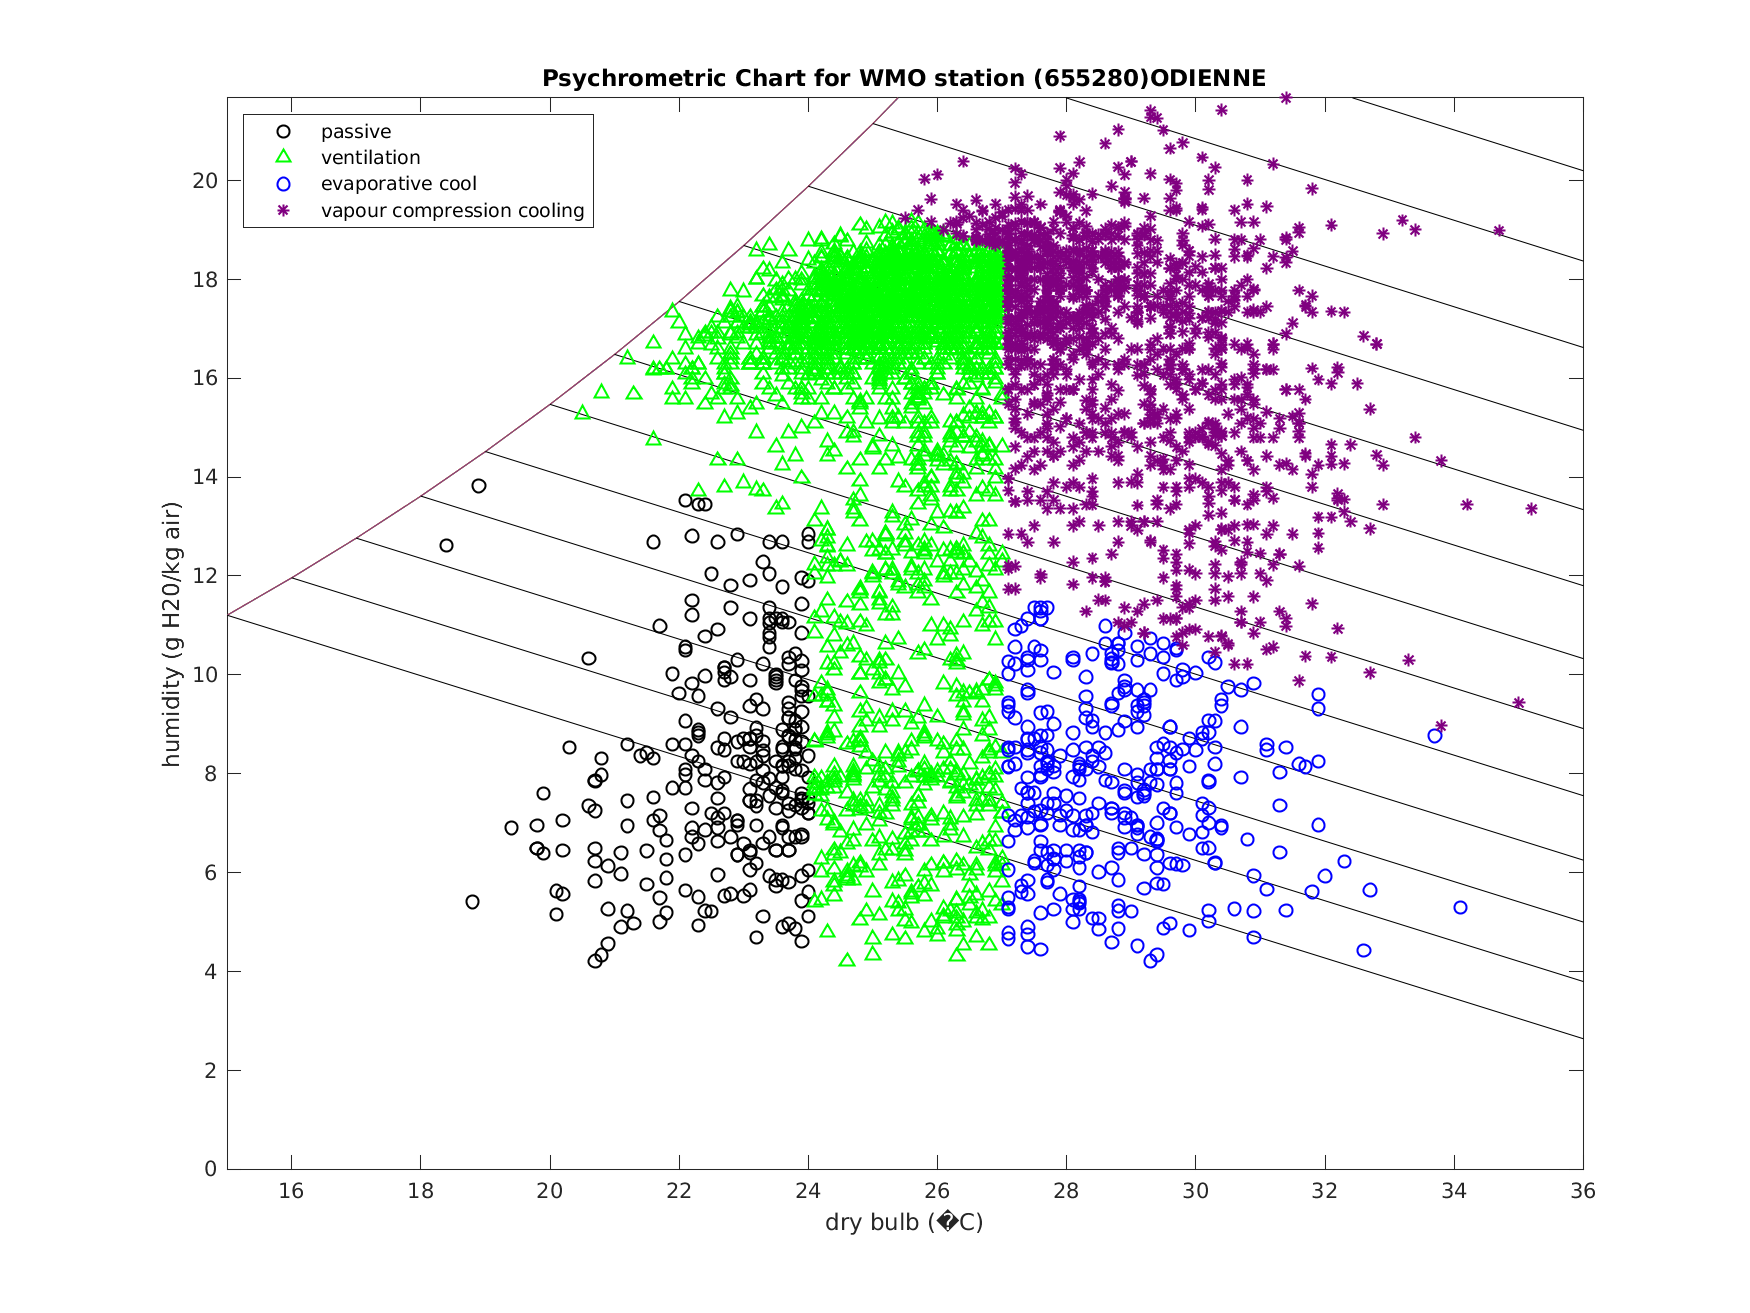 Psychrometric Chart for WMO station (655280)ODIENNE
passive
ventilation
evaporative cool
vapour compression cooling
humidity (g H20/kg air)
20
18
16
14
12
10
8
6
4
2
0
16 18 20 22 24 26 28 30 32 34 36
dry bulb (�C)